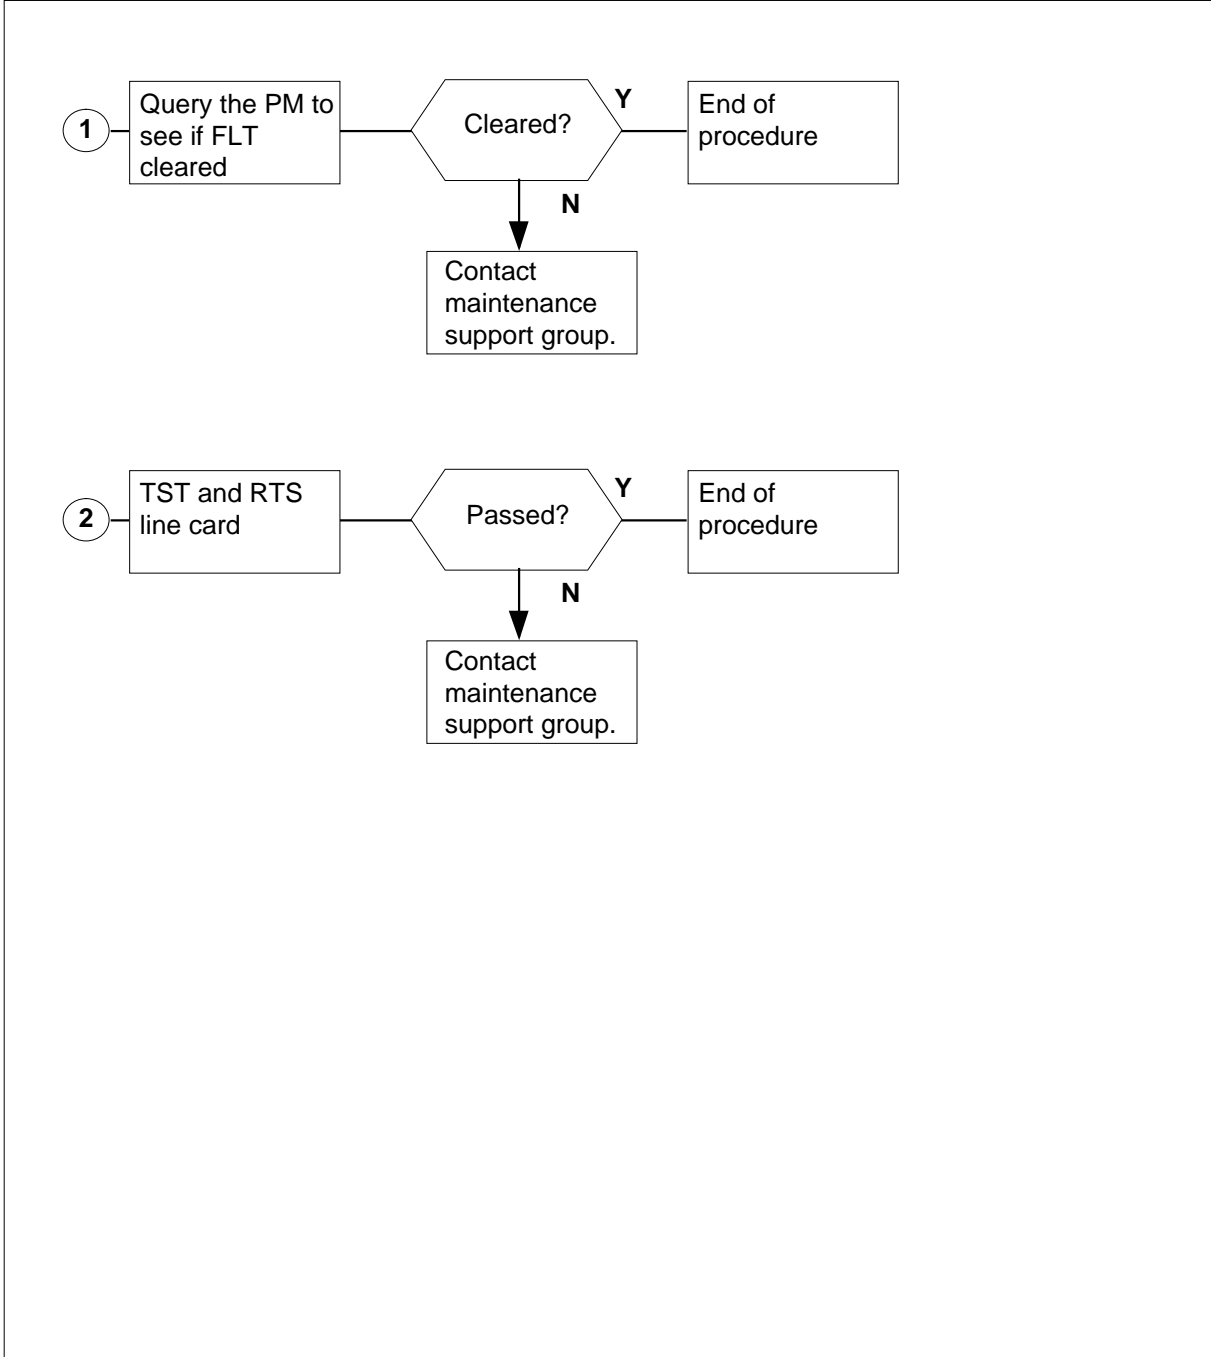 1
Query the PM to
see if FLT
cleared
Cleared?
Y
End of
procedure
N
Contact
maintenance
support group.
2
TST and RTS
line card
Passed?
Y
End of
procedure
N
Contact
maintenance
support group.